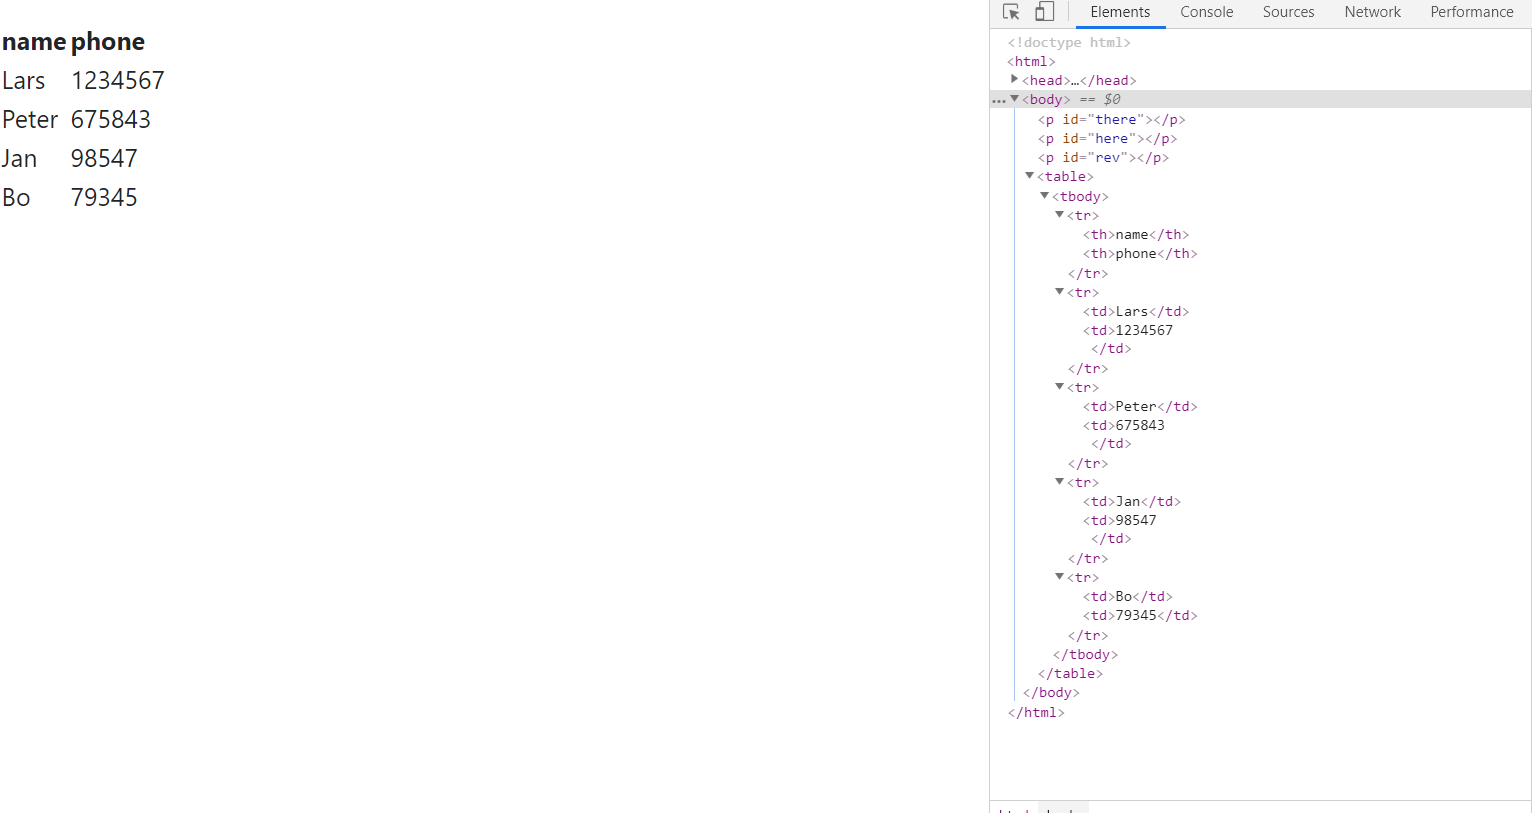 name phone
Lars 1234567
Peter 675843
Jan 98547
Bo 79345
Elements Console Sources Network Performance
<!doctype html>
<html>
<head>…</head>
<body> == $0
<p id="there"></p>
<p id="here"></p>
<p id="rev"></p>
<table>
<tbody>
<tr>
<th>name</th>
<th>phone</th>
</tr>
<tr>
<td>Lars</td>
<td>1234567
</td>
</tr>
<tr>
<td>Peter</td>
<td>675843
</td>
</tr>
<tr>
<td>Jan</td>
<td>98547
</td>
</tr>
<tr>
<td>Bo</td>
<td>79345</td>
</tr>
</tbody>
</table>
</body>
</html>